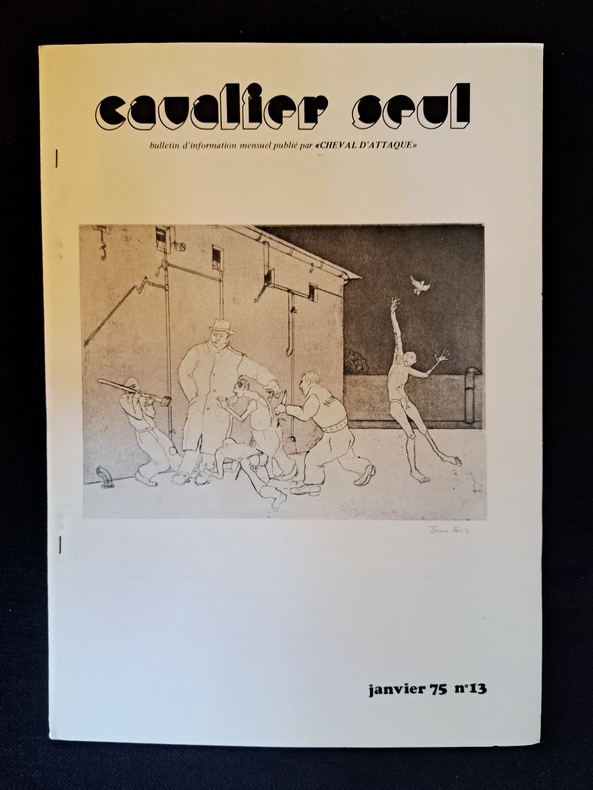 cavalier seul
bulletin d'information mensuel publié par «CHEVAL D'ATTAQUE»
janvier 75 n°13